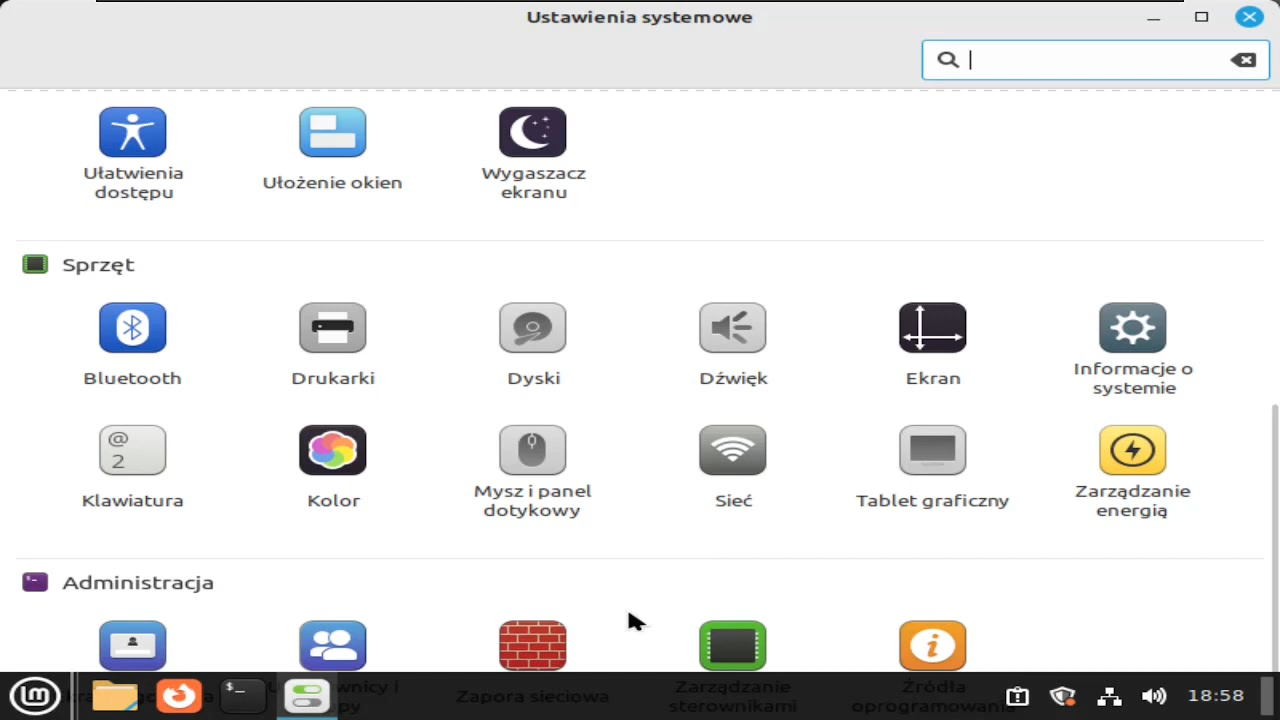 Ustawienia systemowe
Ułatwienia
dostępu
Ułożenie okien
Wygaszacz
ekranu
Sprzęt
Bluetooth
Drukarki
Dyski
Dźwięk
Ekran
Informacje o
systemie
@
2
Klawiatura
Kolor
Mysz i panel
dotykowy
Sieć
Tablet graficzny
Zarządzanie
energią
Administracja
Zapora sieciowa
Zarządzanie
sterownikami
Źródła
oprogramowania
$_
18:58